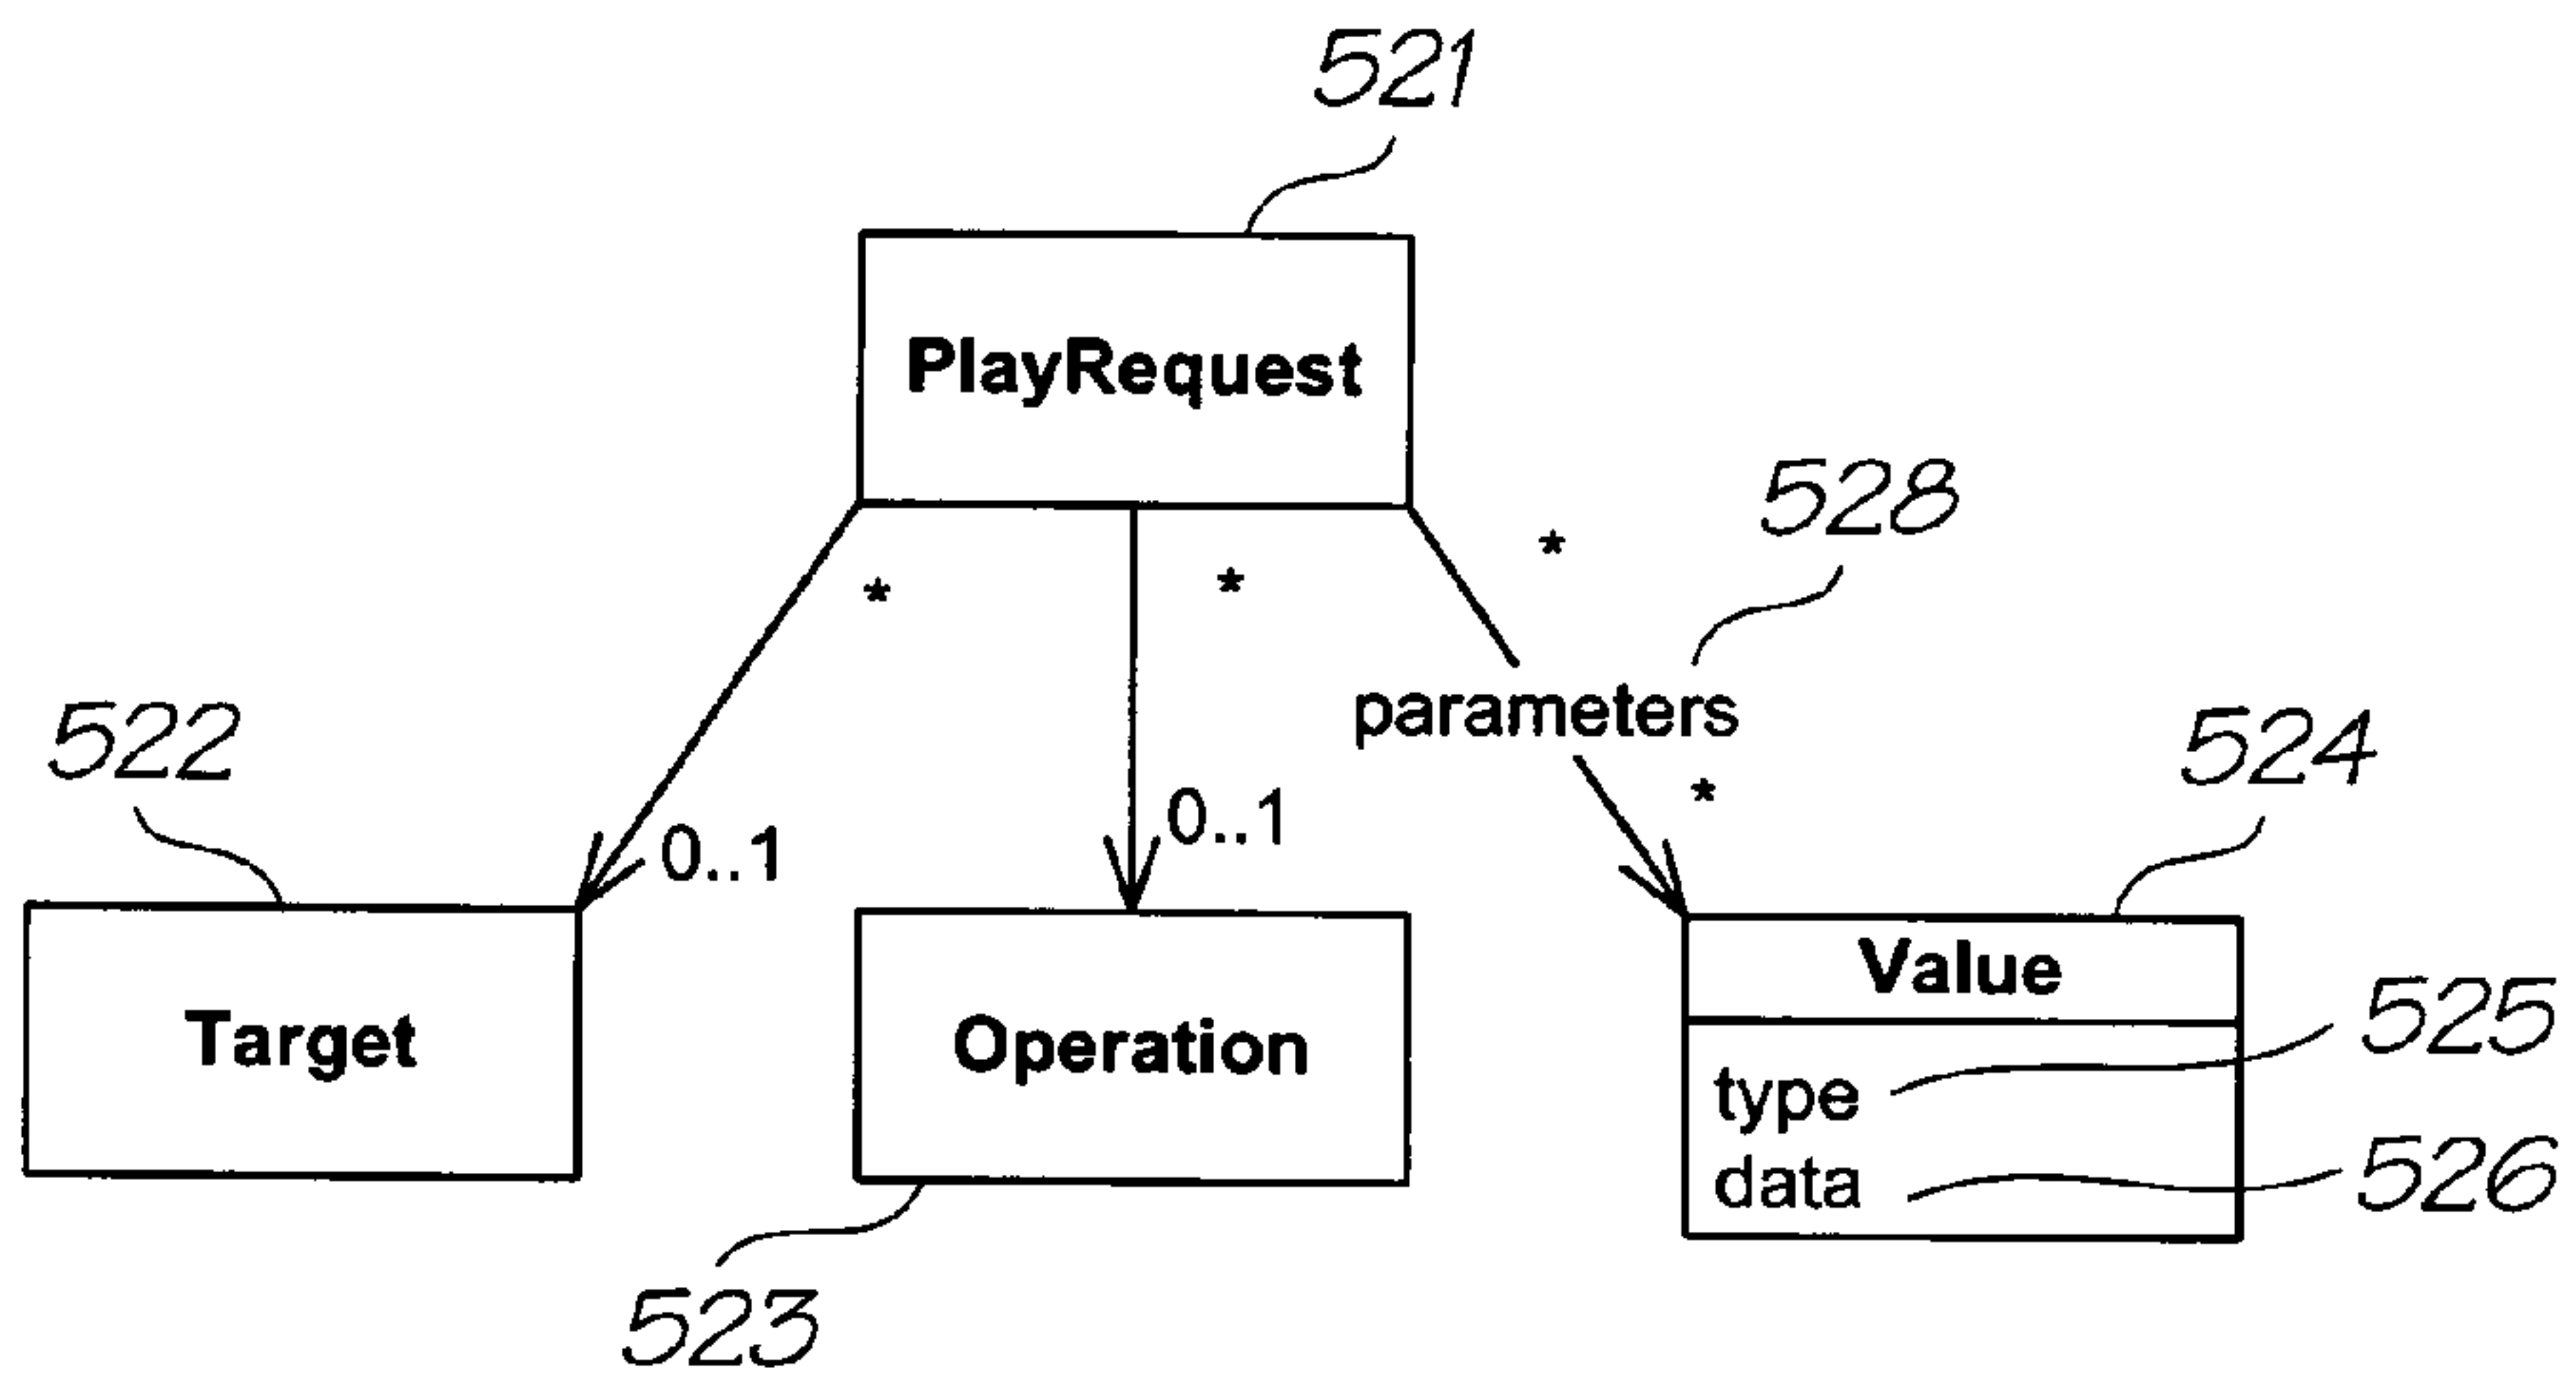 521
PlayRequest
528
*
*
*
parameters
522
524
*
0..1
0..1
Value
Target
Operation
525
type
data
526
523